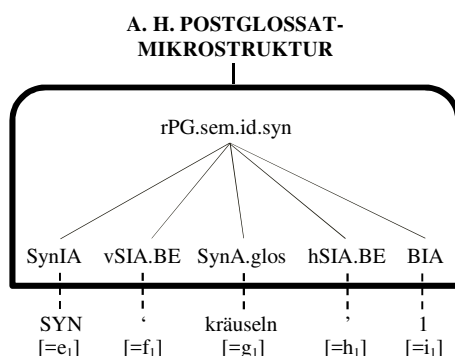 A. H. POSTGLOSSAT-
MIKROSTRUKTUR
rPG.sem.id.syn
SynIA vSIA.BE SynA.glos hSIA.BE BIA
SYN ‘ kräuseln ’ 1
[=e₁] [=f₁] [=g₁] [=h₁] [=i₁]